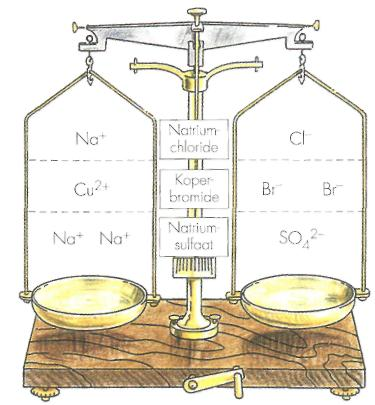 Na⁺ Natrium- Cl⁻
chloride
Cu²⁺ Koper- Br⁻ Br⁻
bromide
Na⁺ Na⁺ Natrium- SO₄²⁻
sulfaat